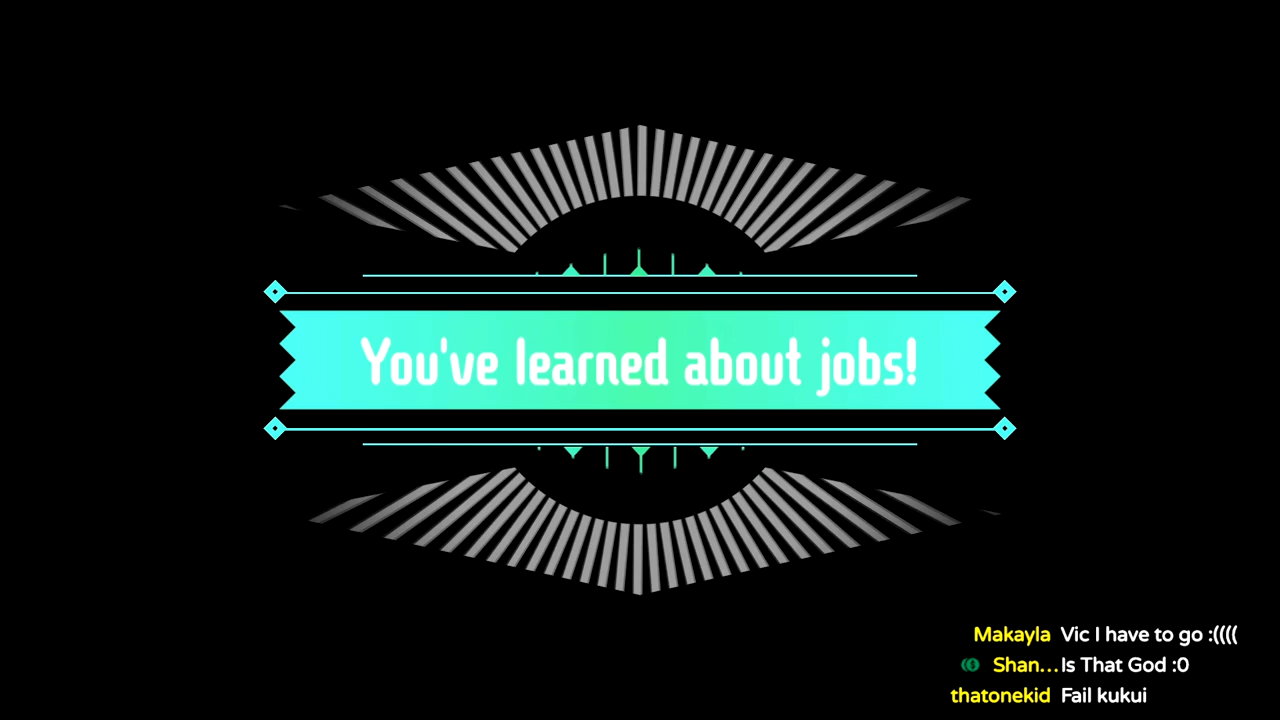 You've learned about jobs!
Makayla Vic I have to go :((((
Shan... Is That God :0
thatonekid Fail kukui